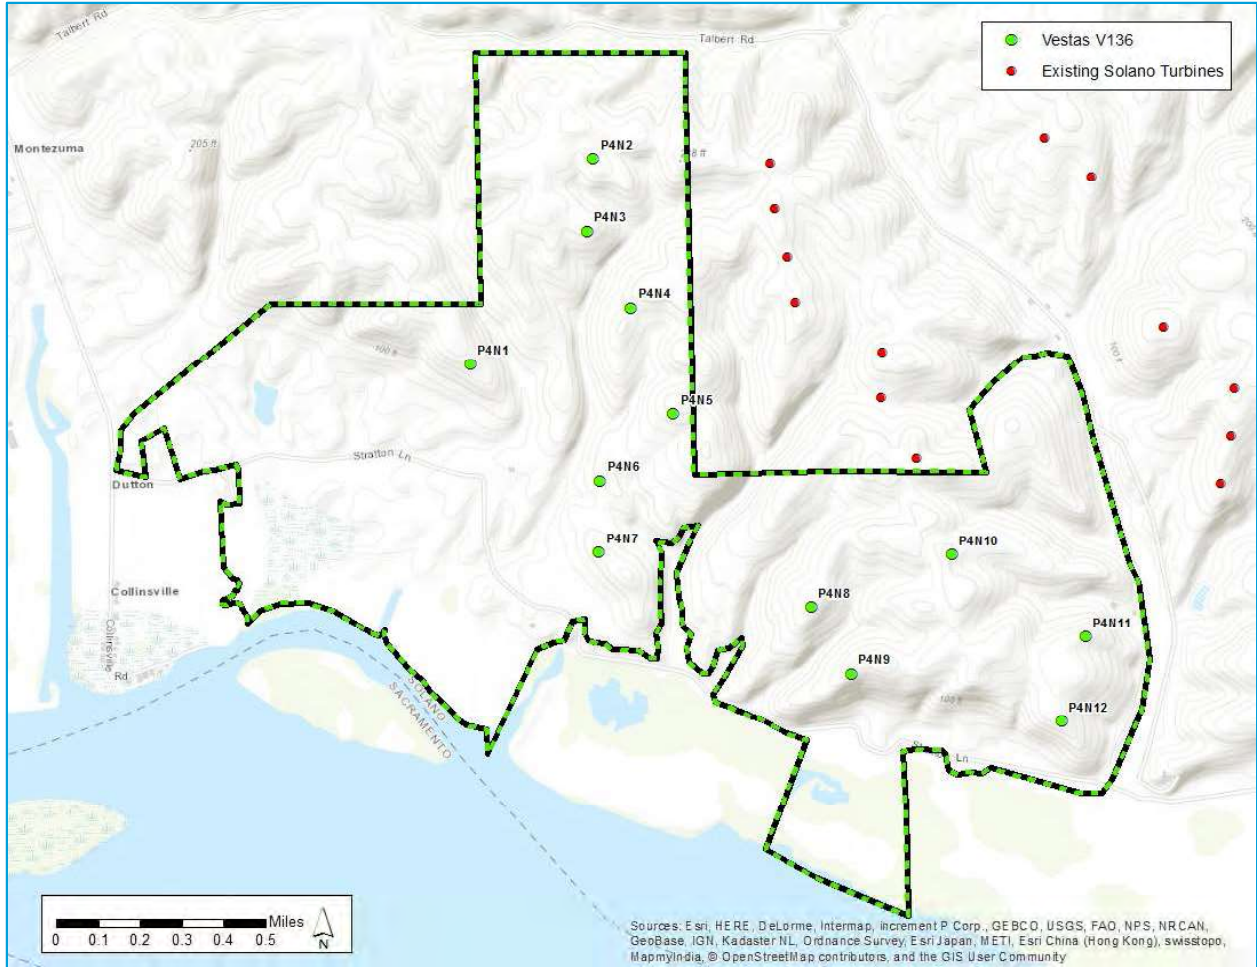 Talbert Rd
Talbert Rd
Vestas V136
Existing Solano Turbines
Montezuma
205 ft
P4N2
P4N3
P4N4
100 ft
P4N1
100 ft
P4N5
Stratton Ln
P4N6
Dutton
P4N7
P4N10
Collinsville
P4N8
P4N11
Collinsville
Rd
P4N9
SOLANO
SACRAMENTO
100 ft
P4N12
Ln
Miles
0 0.1 0.2 0.3 0.4 0.5
N
Sources: Esri, HERE, DeLorme, Intermap, increment P Corp., GEBCO, USGS, FAO, NPS, NRCAN,
GeoBase, IGN, Kadaster NL, Ordnance Survey, Esri Japan, METI, Esri China (Hong Kong), swisstopo,
MapmyIndia, © OpenStreetMap contributors, and the GIS User Community